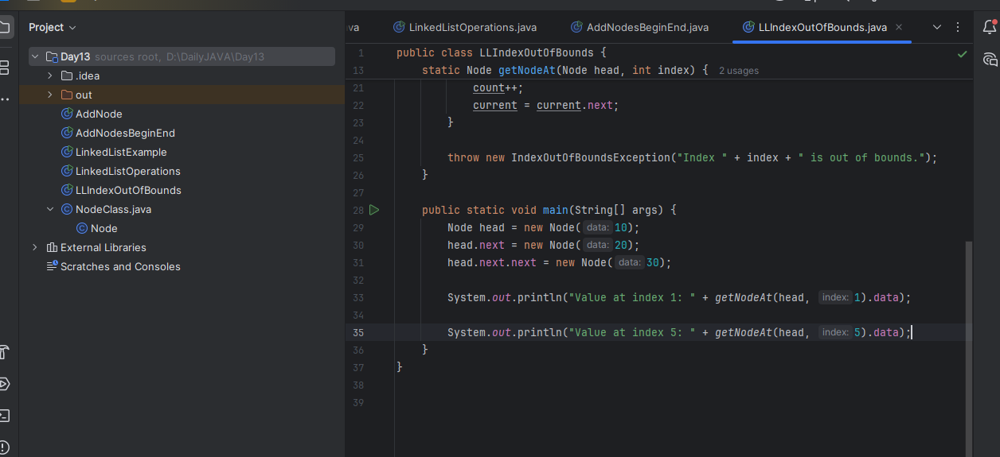 Project
va
LinkedListOperations.java
AddNodesBeginEnd.java
LLIndexOutOfBounds.java
Day13 sources root, D:\DailyJAVA\Day13
.idea
out
AddNode
AddNodesBeginEnd
LinkedListExample
LinkedListOperations
LLIndexOutOfBounds
NodeClass.java
Node
External Libraries
Scratches and Consoles
1 public class LLIndexOutOfBounds {
13 static Node getNodeAt(Node head, int index) { 2 usages
21 count++;
22 current = current.next;
23 }
24
25 throw new IndexOutOfBoundsException("Index " + index + " is out of bounds.");
26 }
27
28 public static void main(String[] args) {
29 Node head = new Node( data: 10);
30 head.next = new Node( data: 20);
31 head.next.next = new Node( data: 30);
32
33 System.out.println("Value at index 1: " + getNodeAt(head, index: 1).data);
34
35 System.out.println("Value at index 5: " + getNodeAt(head, index: 5).data);
36 }
37 }
38
39